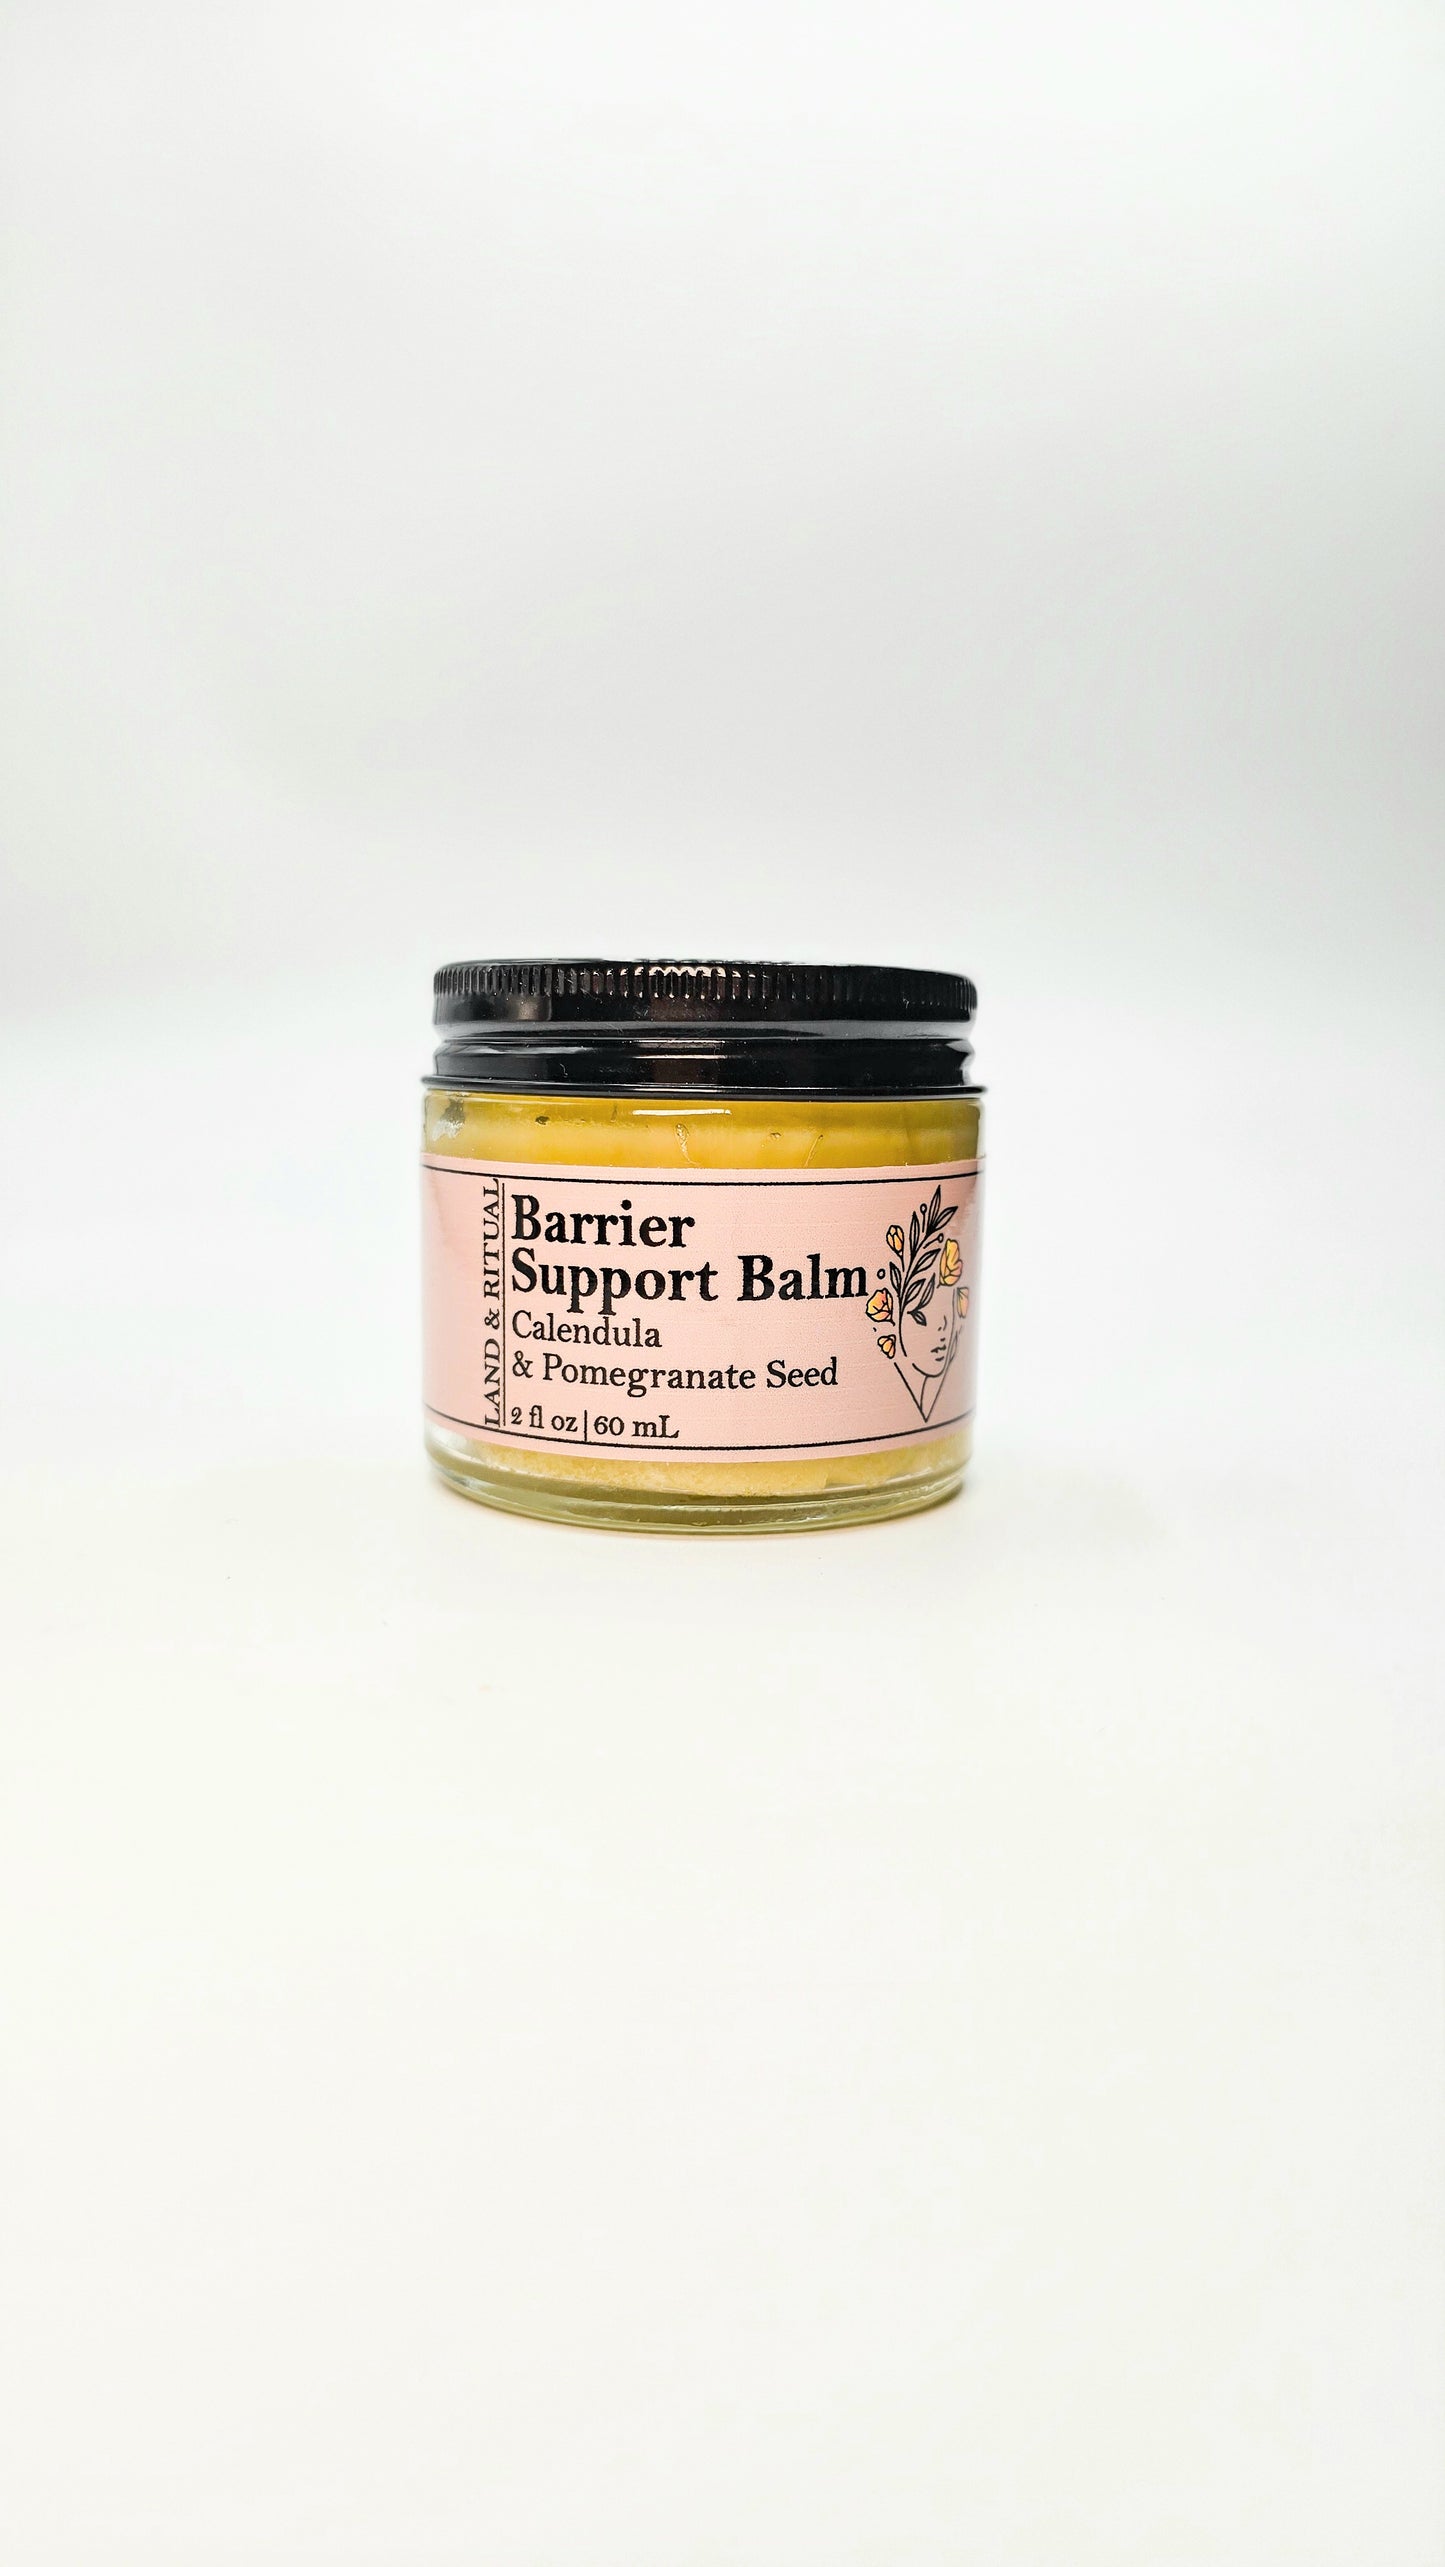 LAND & RITUAL
Barrier
Support Balm
Calendula
& Pomegranate Seed
2 fl oz | 60 mL